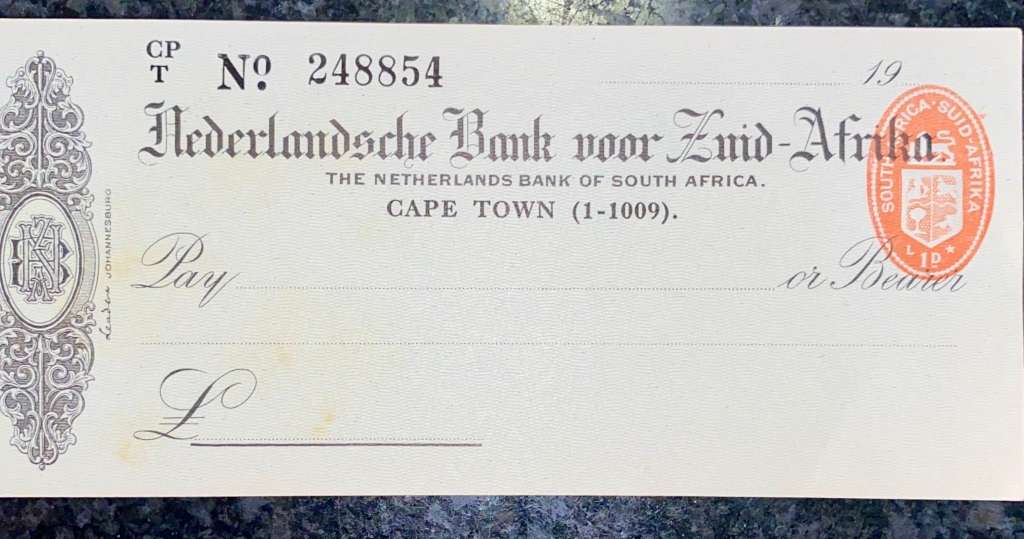 CP
T
Nº. 248854
19
Nederlandsche Bank voor Zuid-Afrika.
THE NETHERLANDS BANK OF SOUTH AFRICA.
CAPE TOWN (1-1009).
SOUTH AFRICA · SUID-AFRIKA
L 1D
JOHANNESBURG
Pay or Bearer
£